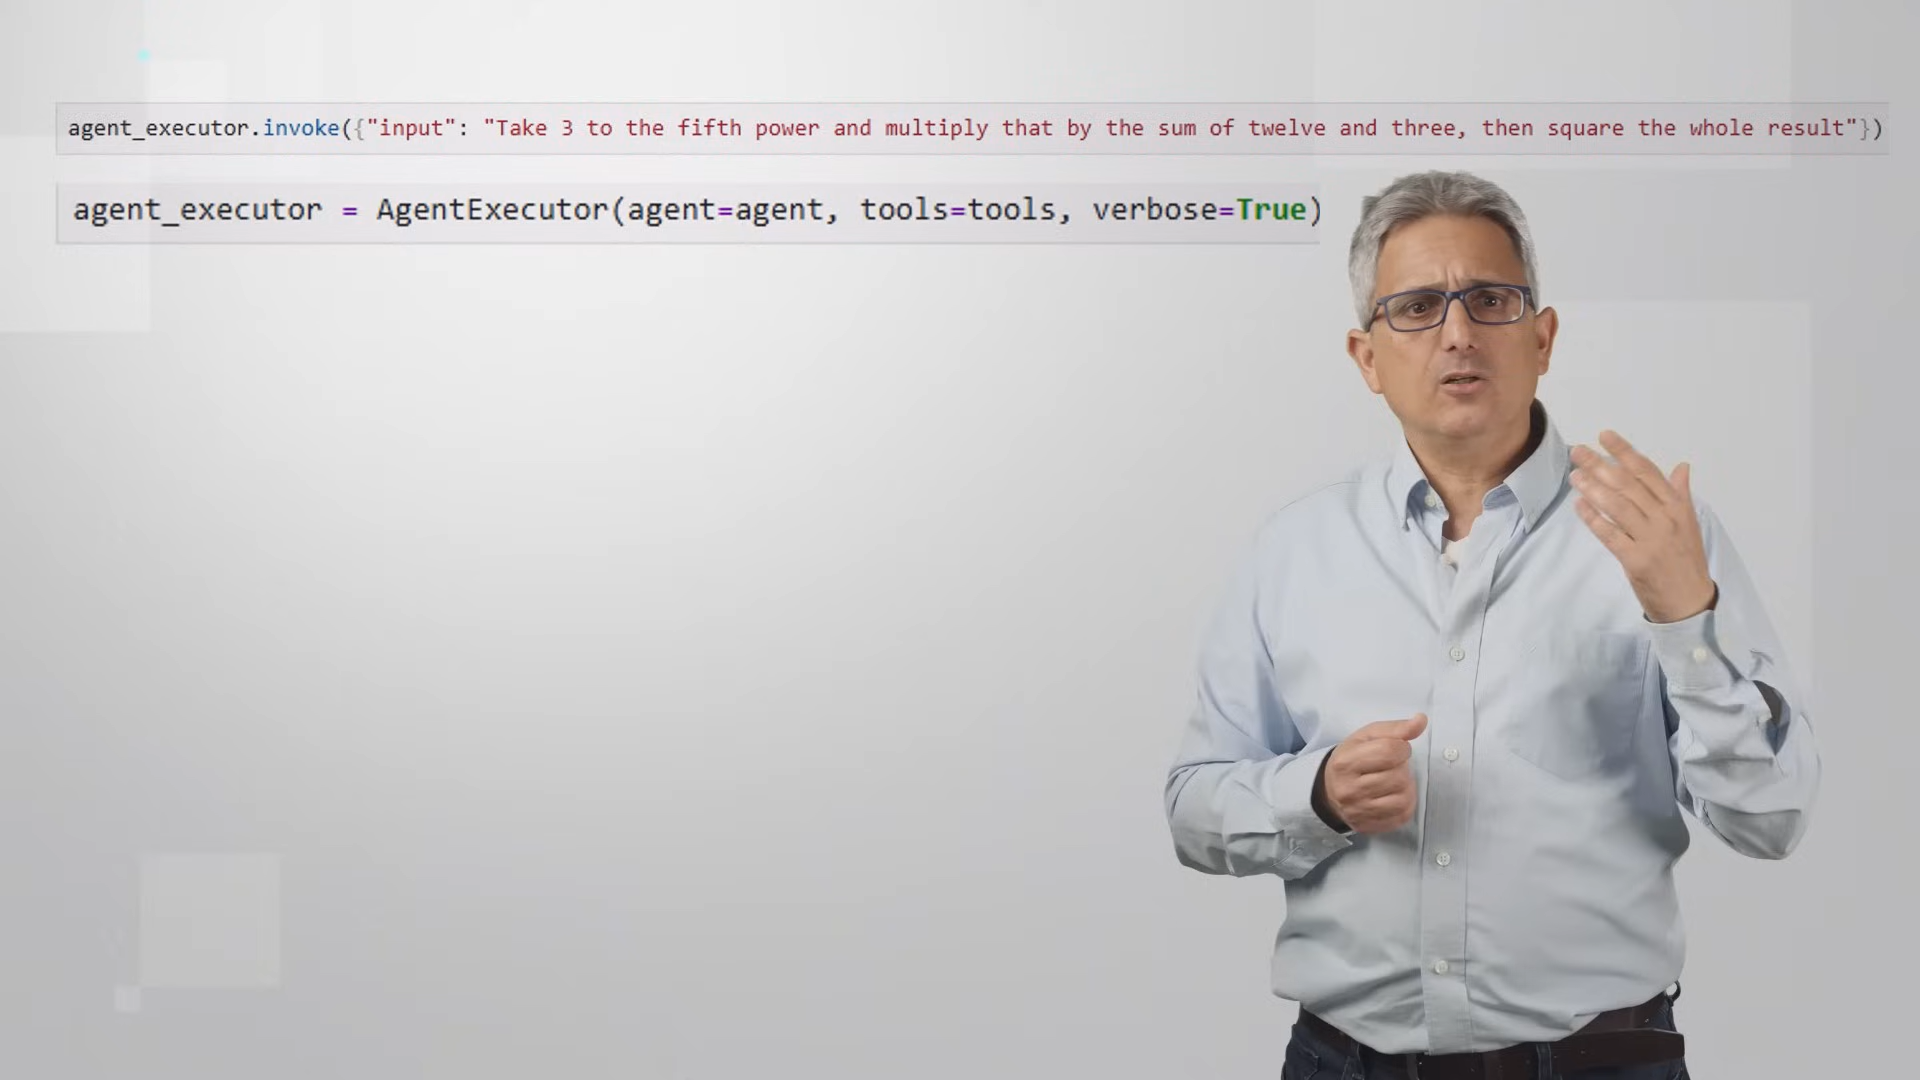 agent_executor.invoke({"input": "Take 3 to the fifth power and multiply that by the sum of twelve and three, then square the whole result"})
agent_executor = AgentExecutor(agent=agent, tools=tools, verbose=True)